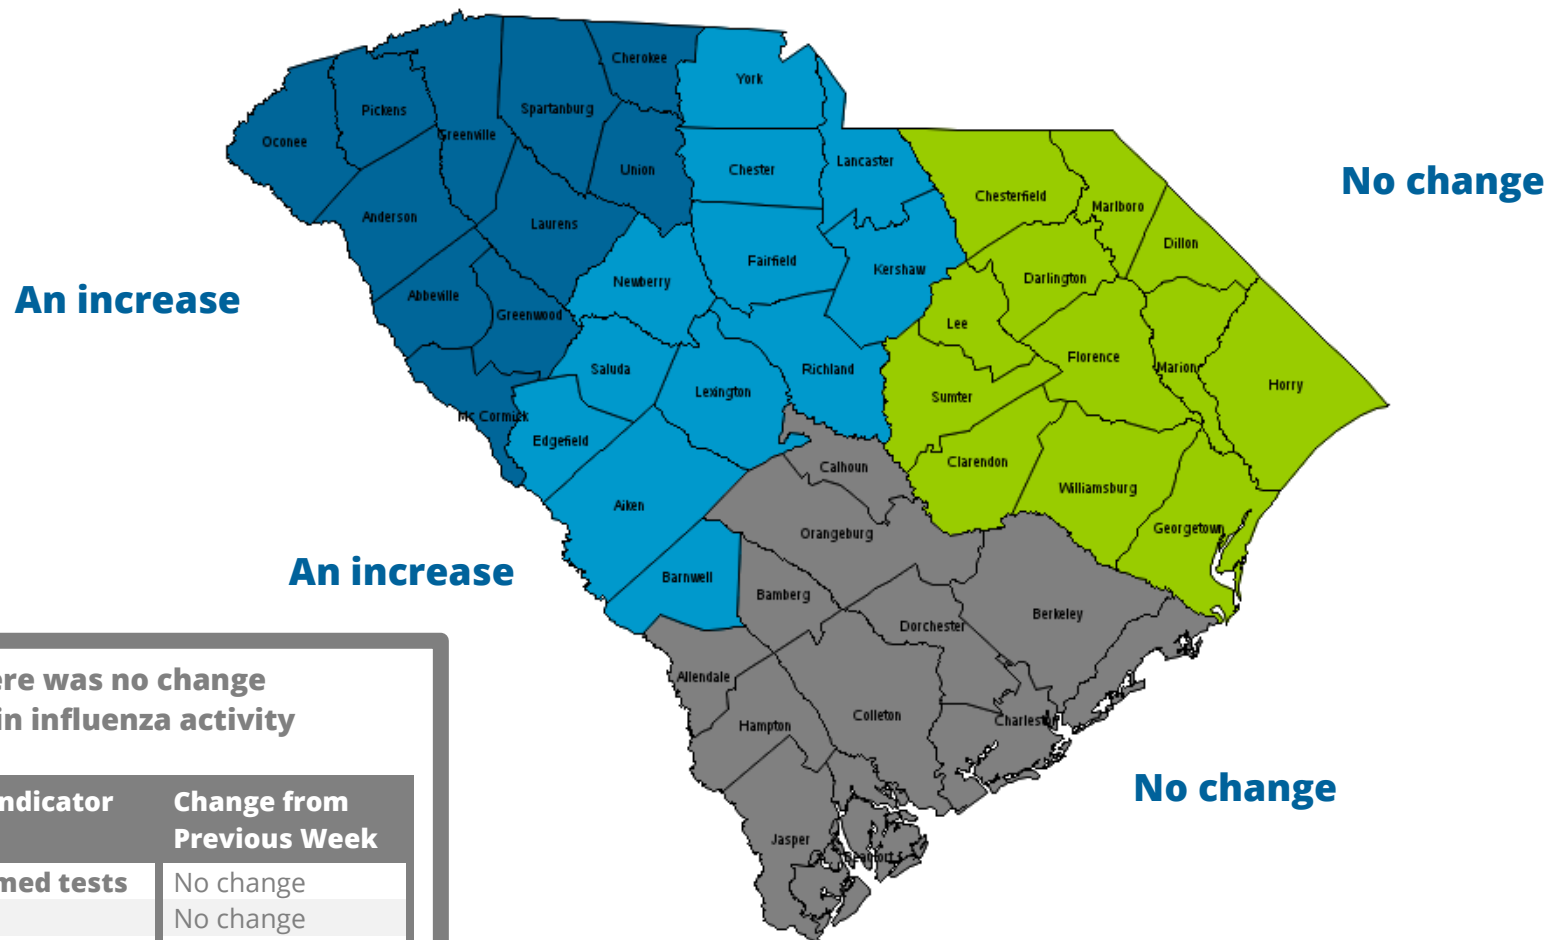 Cherokee
York
Pickens
Spartanburg
Greenville
Oconee
Union
Chester
Lancaster
No change
Chesterfield
Marlboro
Anderson
Laurens
Dillon
Fairfield
Kershaw
Newberry
Darlington
An increase
Abbeville
Greenwood
Lee
Florence
Marion
Saluda
Richland
Horry
Lexington
Sumter
Mc Cormick
Edgefield
Calhoun
Clarendon
Williamsburg
Aiken
Orangeburg
Georgetown
An increase
Barnwell
Bamberg
Berkeley
Dorchester
Allendale
Colleton
Charleston
Hampton
No change
Jasper
Beaufort
ere was no change
in influenza activity
ndicator
Change from
Previous Week
med tests
No change
No change